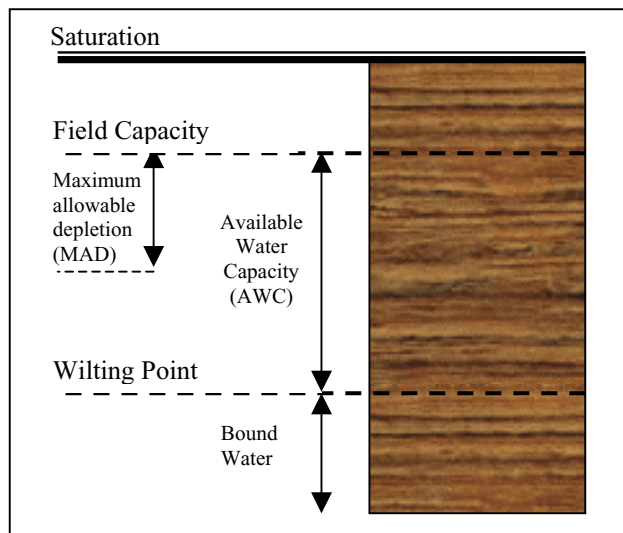 Saturation
Field Capacity
Maximum
allowable
depletion
(MAD)
Available
Water
Capacity
(AWC)
Wilting Point
Bound
Water